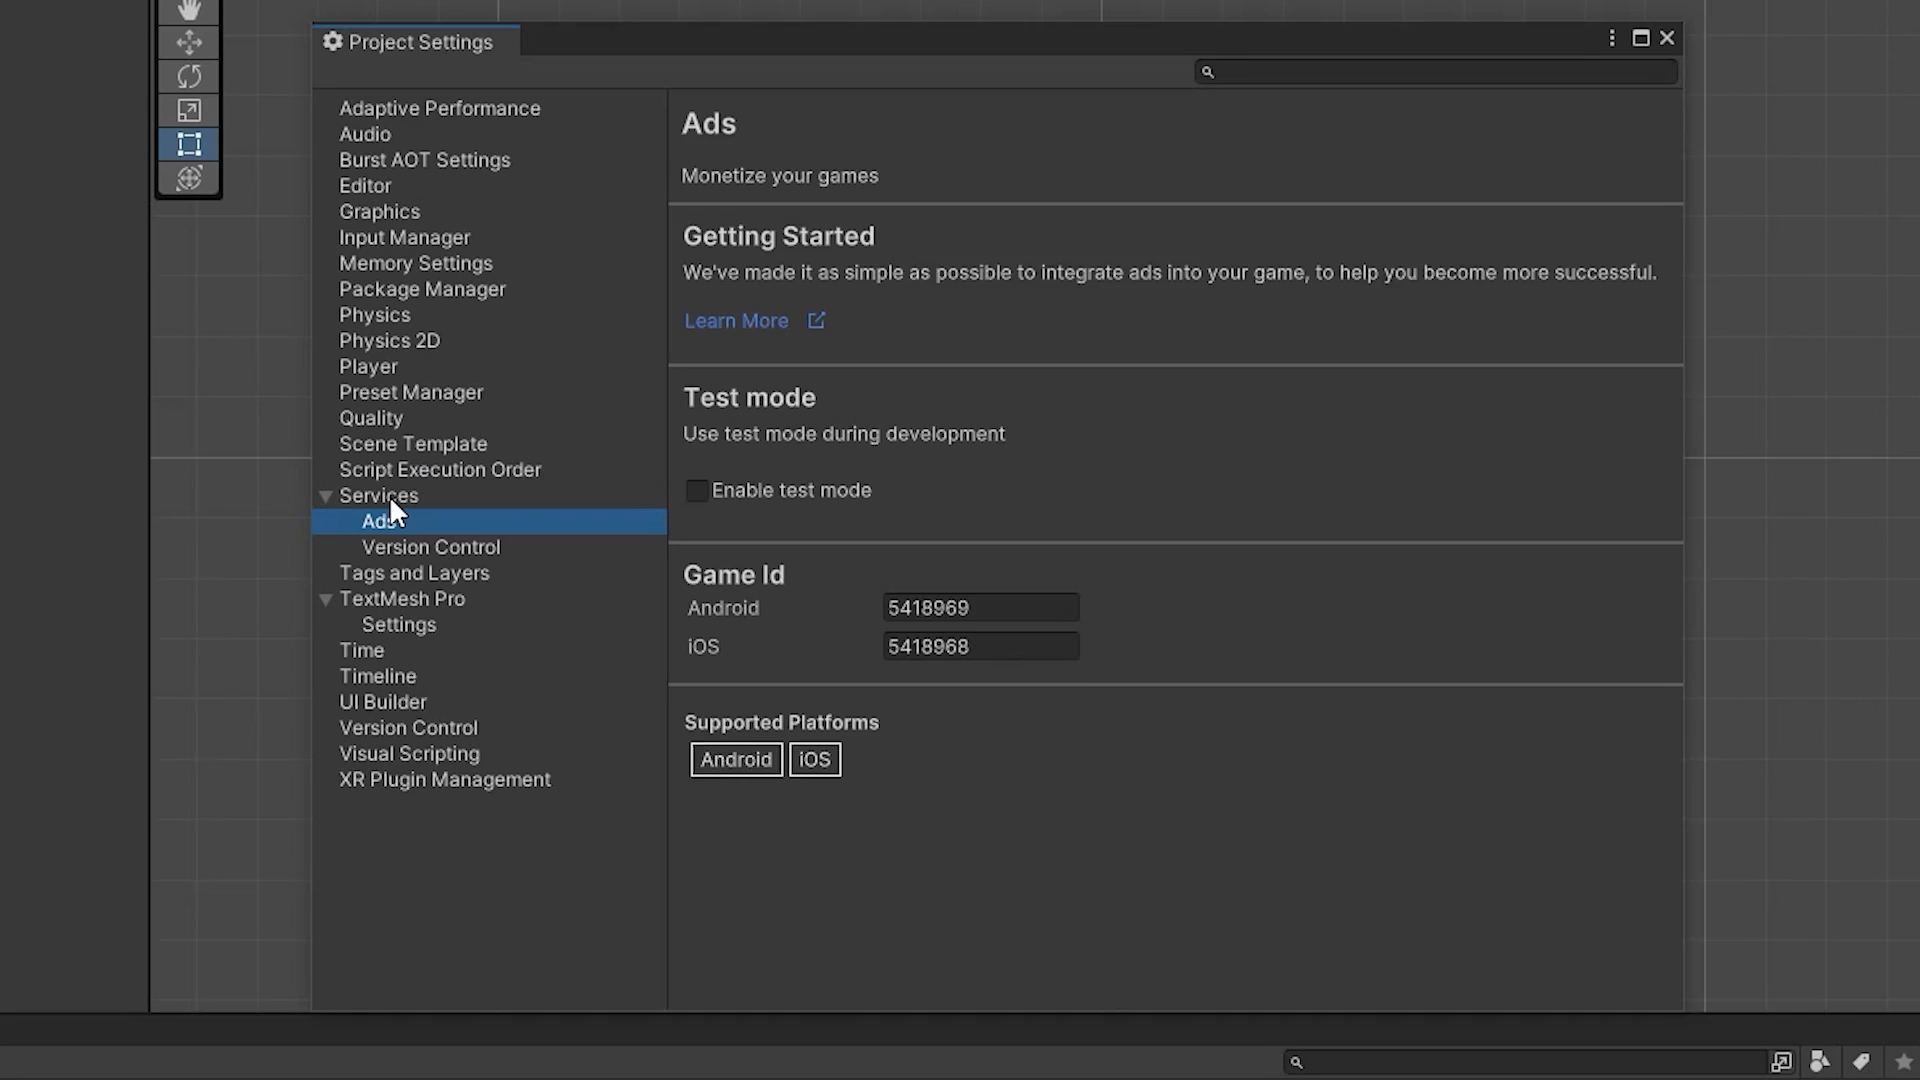 Project Settings
Adaptive Performance
Audio
Burst AOT Settings
Editor
Graphics
Input Manager
Memory Settings
Package Manager
Physics
Physics 2D
Player
Preset Manager
Quality
Scene Template
Script Execution Order
Services
Ads
Version Control
Tags and Layers
TextMesh Pro
Settings
Time
Timeline
UI Builder
Version Control
Visual Scripting
XR Plugin Management
Ads
Monetize your games
Getting Started
We've made it as simple as possible to integrate ads into your game, to help you become more successful.
Learn More
Test mode
Use test mode during development
Enable test mode
Game Id
Android 5418969
iOS 5418968
Supported Platforms
Android iOS